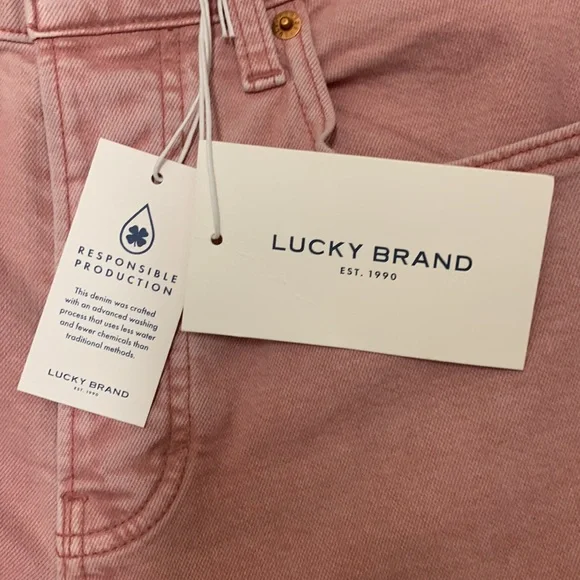 RESPONSIBLE
PRODUCTION
This denim was crafted
with an advanced washing
process that uses less water
and fewer chemicals than
traditional methods.
LUCKY BRAND
EST. 1990
LUCKY BRAND
EST. 1990